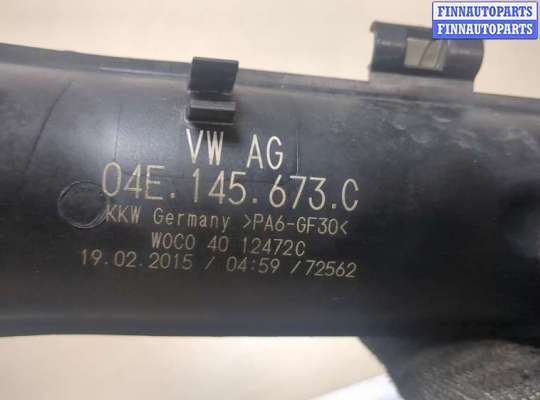 FINNAUTOPARTS
FINNAUTOPARTS
VW AG
04E.145.673.C
KKW Germany >PA6-GF30<
WOCO 40 12472C
19.02.2015 / 04:59 /72562